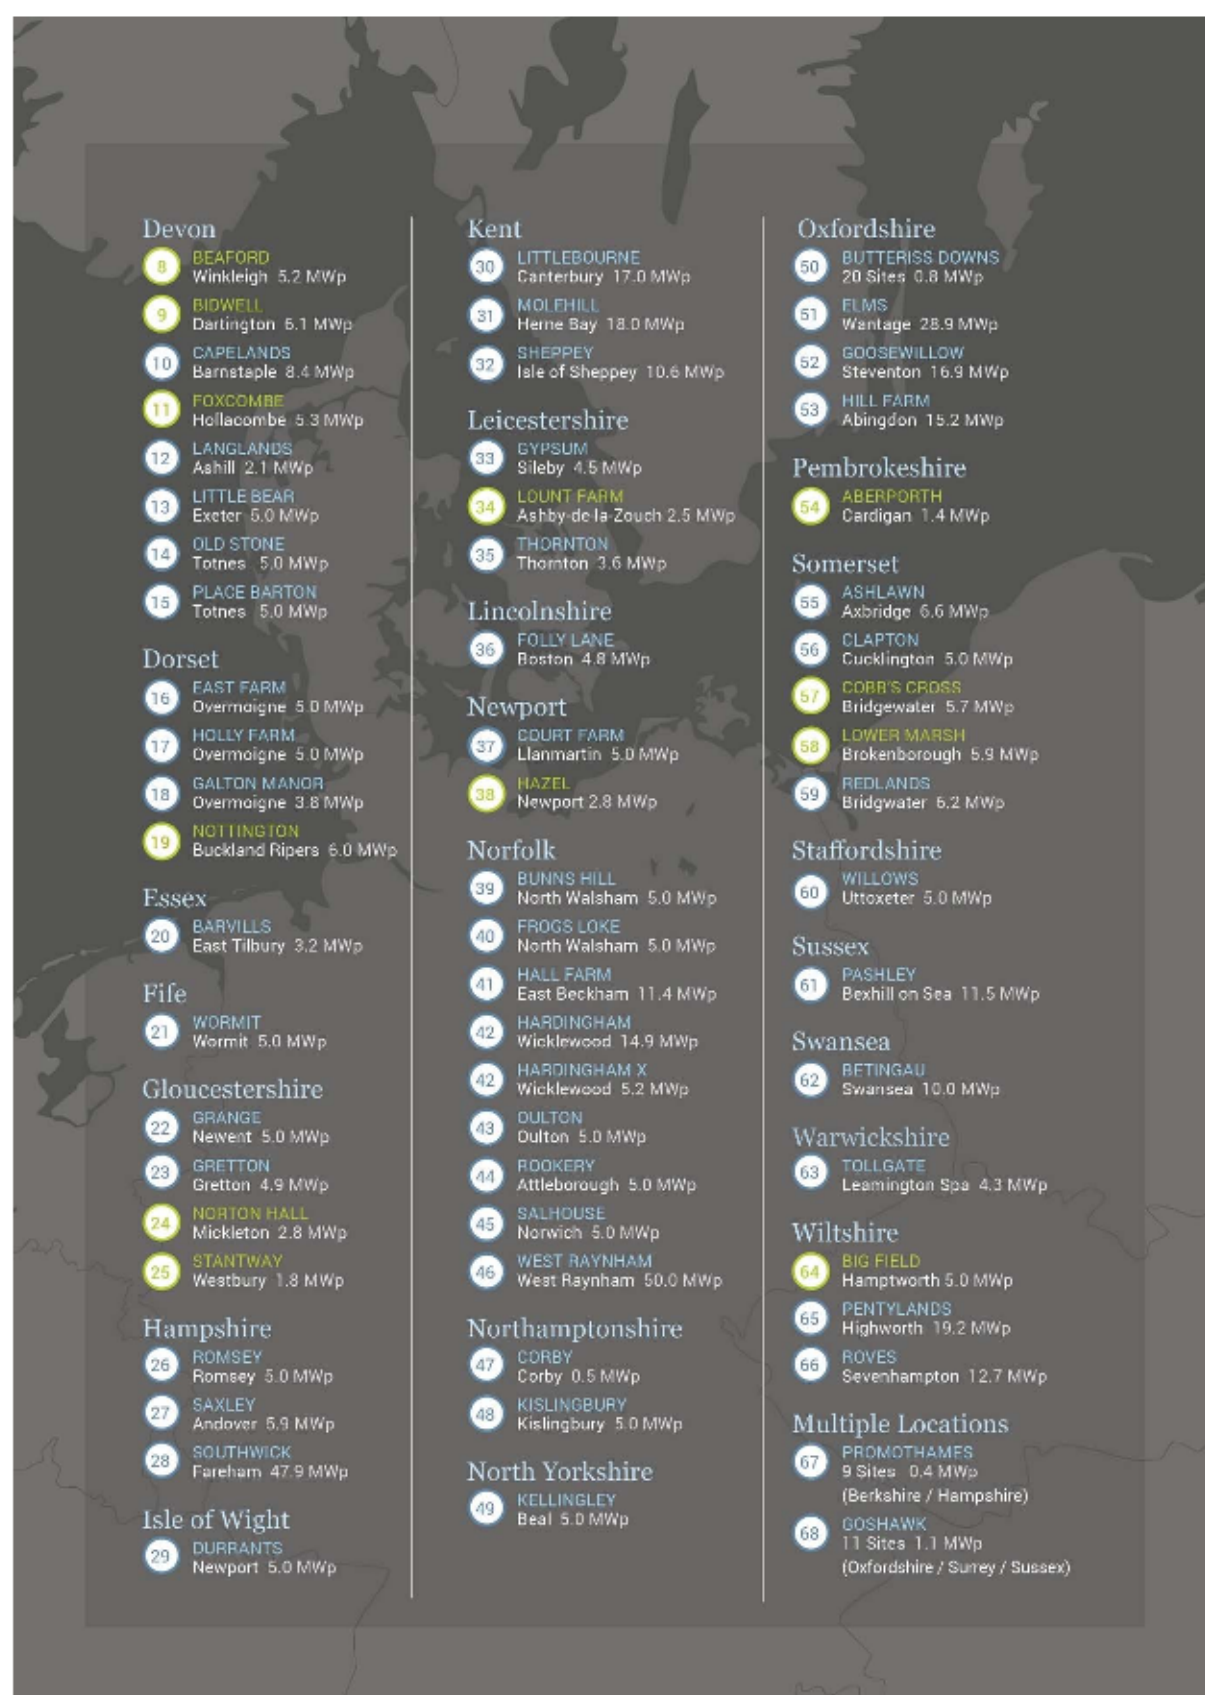 Devon
8 BEAFORD
Winkleigh 5.2 MWp
9 BIDWELL
Dartington 6.1 MWp
10 CAPELANDS
Barnstaple 8.4 MWp
11 FOXCOMBE
Hollacombe 5.3 MWp
12 LANGLANDS
Ashill 2.1 MWp
13 LITTLE BEAR
Exeter 5.0 MWp
14 OLD STONE
Totnes 5.0 MWp
15 PLACE BARTON
Totnes 5.0 MWp
Dorset
16 EAST FARM
Overmoigne 5.0 MWp
17 HOLLY FARM
Overmoigne 5.0 MWp
18 GALTON MANOR
Overmoigne 3.8 MWp
19 NOTTINGTON
Buckland Ripers 6.0 MWp
Essex
20 BARVILLS
East Tilbury 3.2 MWp
Fife
21 WORMIT
Wormit 5.0 MWp
Gloucestershire
22 GRANGE
Newent 5.0 MWp
23 GRETTON
Gretton 4.9 MWp
24 NORTON HALL
Mickleton 2.8 MWp
25 STANTWAY
Westbury 1.8 MWp
Hampshire
26 ROMSEY
Romsey 5.0 MWp
27 SAXLEY
Andover 5.9 MWp
28 SOUTHWICK
Fareham 47.9 MWp
Isle of Wight
29 DURRANTS
Newport 5.0 MWp
Kent
30 LITTLEBOURNE
Canterbury 17.0 MWp
31 MOLEHILL
Herne Bay 18.0 MWp
32 SHEPPEY
Isle of Sheppey 10.6 MWp
Leicestershire
33 GYPSUM
Sileby 4.5 MWp
34 LOUNT FARM
Ashby-de-la-Zouch 2.5 MWp
35 THORNTON
Thornton 3.6 MWp
Lincolnshire
36 FOLLY LANE
Boston 4.8 MWp
Newport
37 COURT FARM
Llanmartin 5.0 MWp
38 HAZEL
Newport 2.8 MWp
Norfolk
39 BUNNS HILL
North Walsham 5.0 MWp
40 FROGS LOKE
North Walsham 5.0 MWp
41 HALL FARM
East Beckham 11.4 MWp
42 HARDINGHAM
Wicklewood 14.9 MWp
42 HARDINGHAM X
Wicklewood 5.2 MWp
43 OULTON
Oulton 5.0 MWp
44 ROOKERY
Attleborough 5.0 MWp
45 SALHOUSE
Norwich 5.0 MWp
46 WEST RAYNHAM
West Raynham 50.0 MWp
Northamptonshire
47 CORBY
Corby 0.5 MWp
48 KISLINGBURY
Kislingbury 5.0 MWp
North Yorkshire
49 KELLINGLEY
Beal 5.0 MWp
Oxfordshire
50 BUTTERISS DOWNS
20 Sites 0.8 MWp
51 ELMS
Wantage 28.9 MWp
52 GOOSEWILLOW
Steventon 16.9 MWp
53 HILL FARM
Abingdon 15.2 MWp
Pembrokeshire
54 ABERPORTH
Cardigan 1.4 MWp
Somerset
55 ASHLAWN
Axbridge 6.6 MWp
56 CLAPTON
Cucklington 5.0 MWp
57 COBB'S CROSS
Bridgewater 5.7 MWp
58 LOWER MARSH
Brokenborough 5.9 MWp
59 REDLANDS
Bridgwater 6.2 MWp
Staffordshire
60 WILLOWS
Uttoxeter 5.0 MWp
Sussex
61 PASHLEY
Bexhill on Sea 11.5 MWp
Swansea
62 BETINGAU
Swansea 10.0 MWp
Warwickshire
63 TOLLGATE
Leamington Spa 4.3 MWp
Wiltshire
64 BIG FIELD
Hamptworth 5.0 MWp
65 PENTYLANDS
Highworth 19.2 MWp
66 ROVES
Sevenhampton 12.7 MWp
Multiple Locations
67 PROMOTHAMES
9 Sites 0.4 MWp
(Berkshire / Hampshire)
68 GOSHAWK
11 Sites 1.1 MWp
(Oxfordshire / Surrey / Sussex)